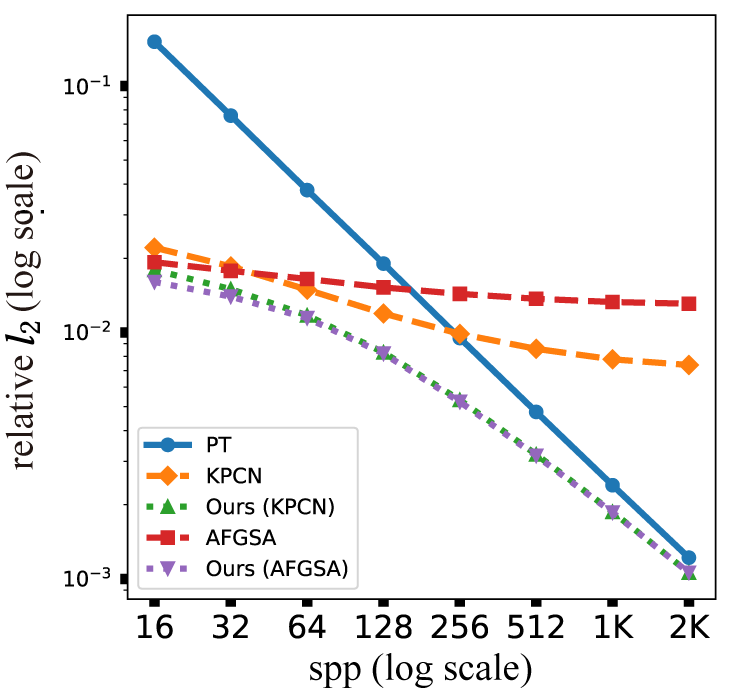 10⁻¹
10⁻²
10⁻³
relative l₂ (log soale)
PT
KPCN
Ours (KPCN)
AFGSA
Ours (AFGSA)
16 32 64 128 256 512 1K 2K
spp (log scale)